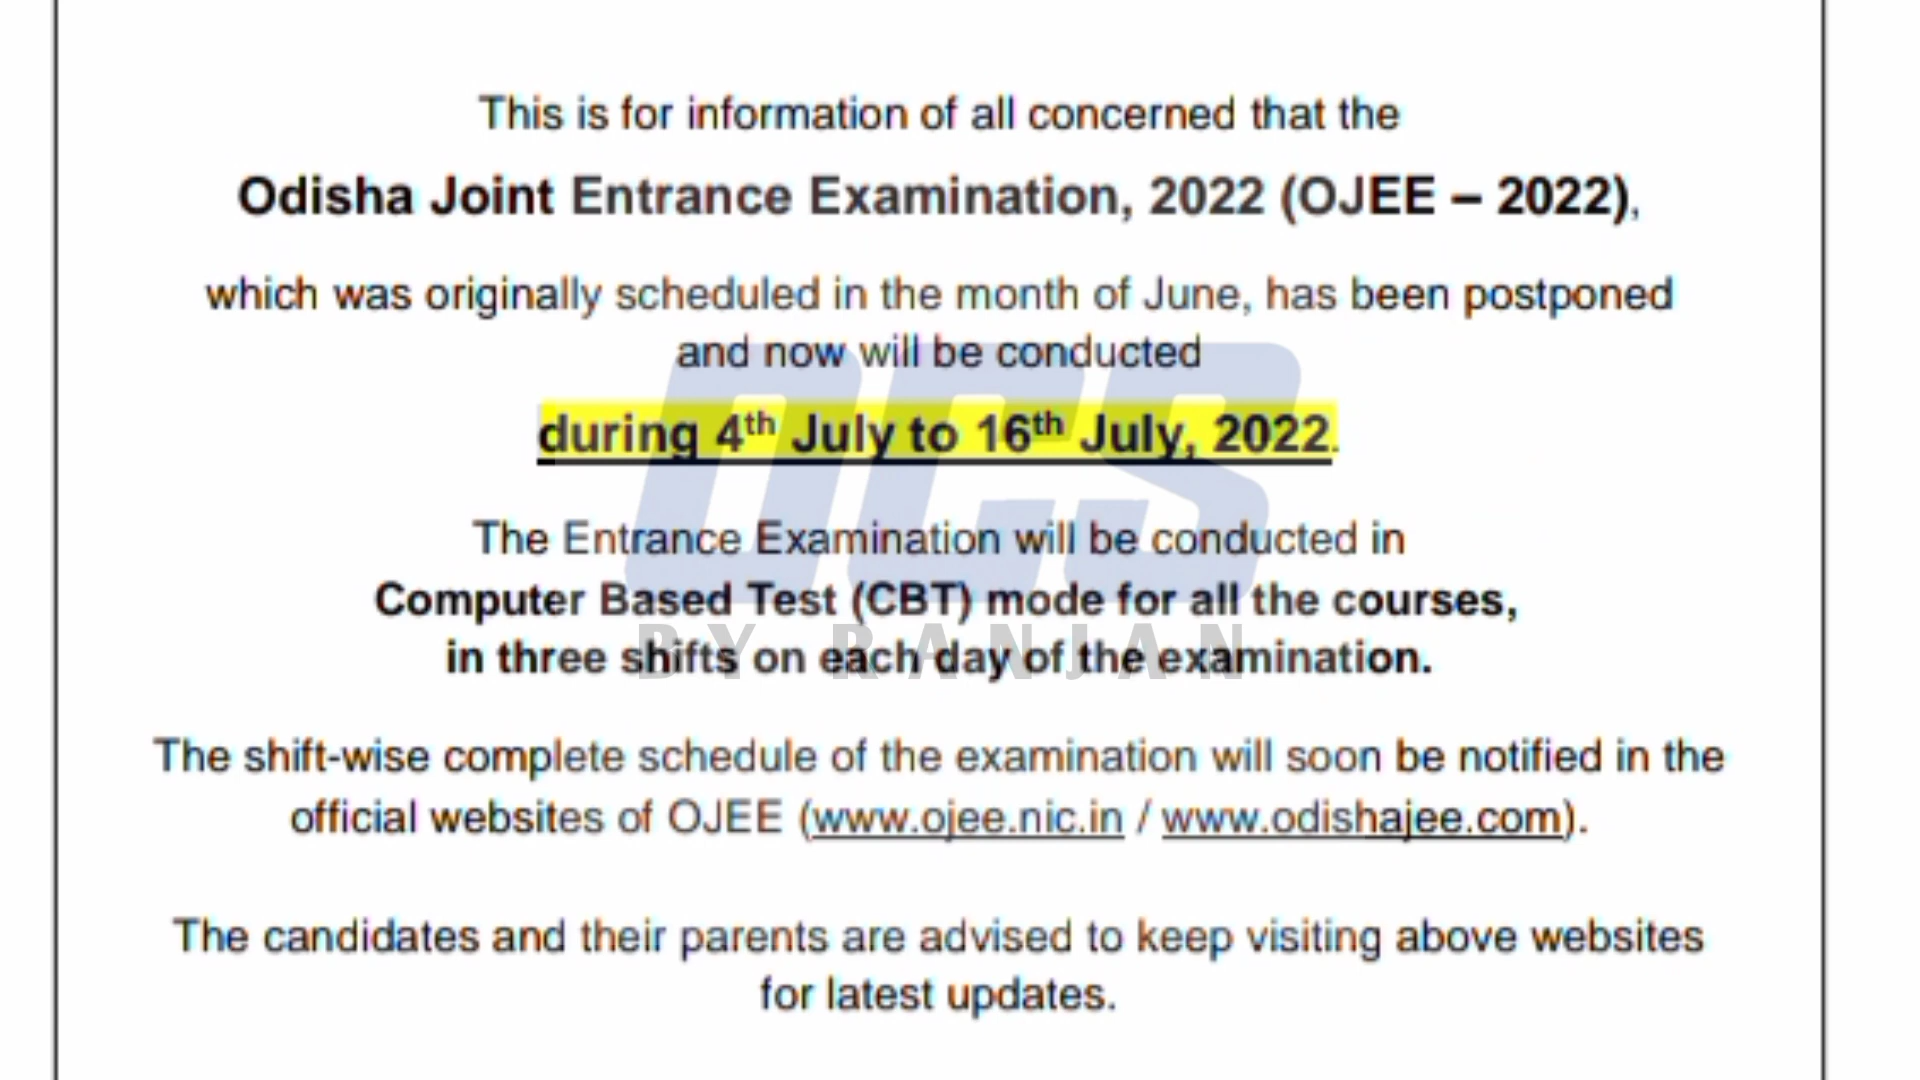 This is for information of all concerned that the
Odisha Joint Entrance Examination, 2022 (OJEE – 2022),
which was originally scheduled in the month of June, has been postponed
and now will be conducted
during 4th July to 16th July, 2022.
The Entrance Examination will be conducted in
Computer Based Test (CBT) mode for all the courses,
in three shifts on each day of the examination.
The shift-wise complete schedule of the examination will soon be notified in the
official websites of OJEE (www.ojee.nic.in / www.odishajee.com).
The candidates and their parents are advised to keep visiting above websites
for latest updates.
BY RANJAN